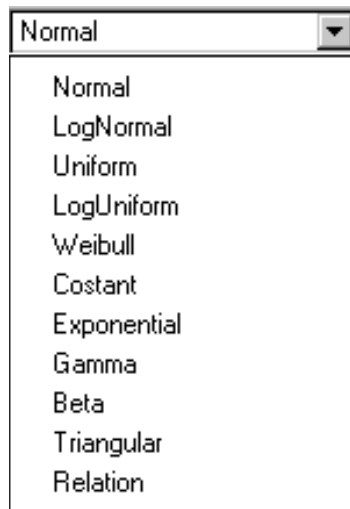 Normal
Normal
LogNormal
Uniform
LogUniform
Weibull
Costant
Exponential
Gamma
Beta
Triangular
Relation